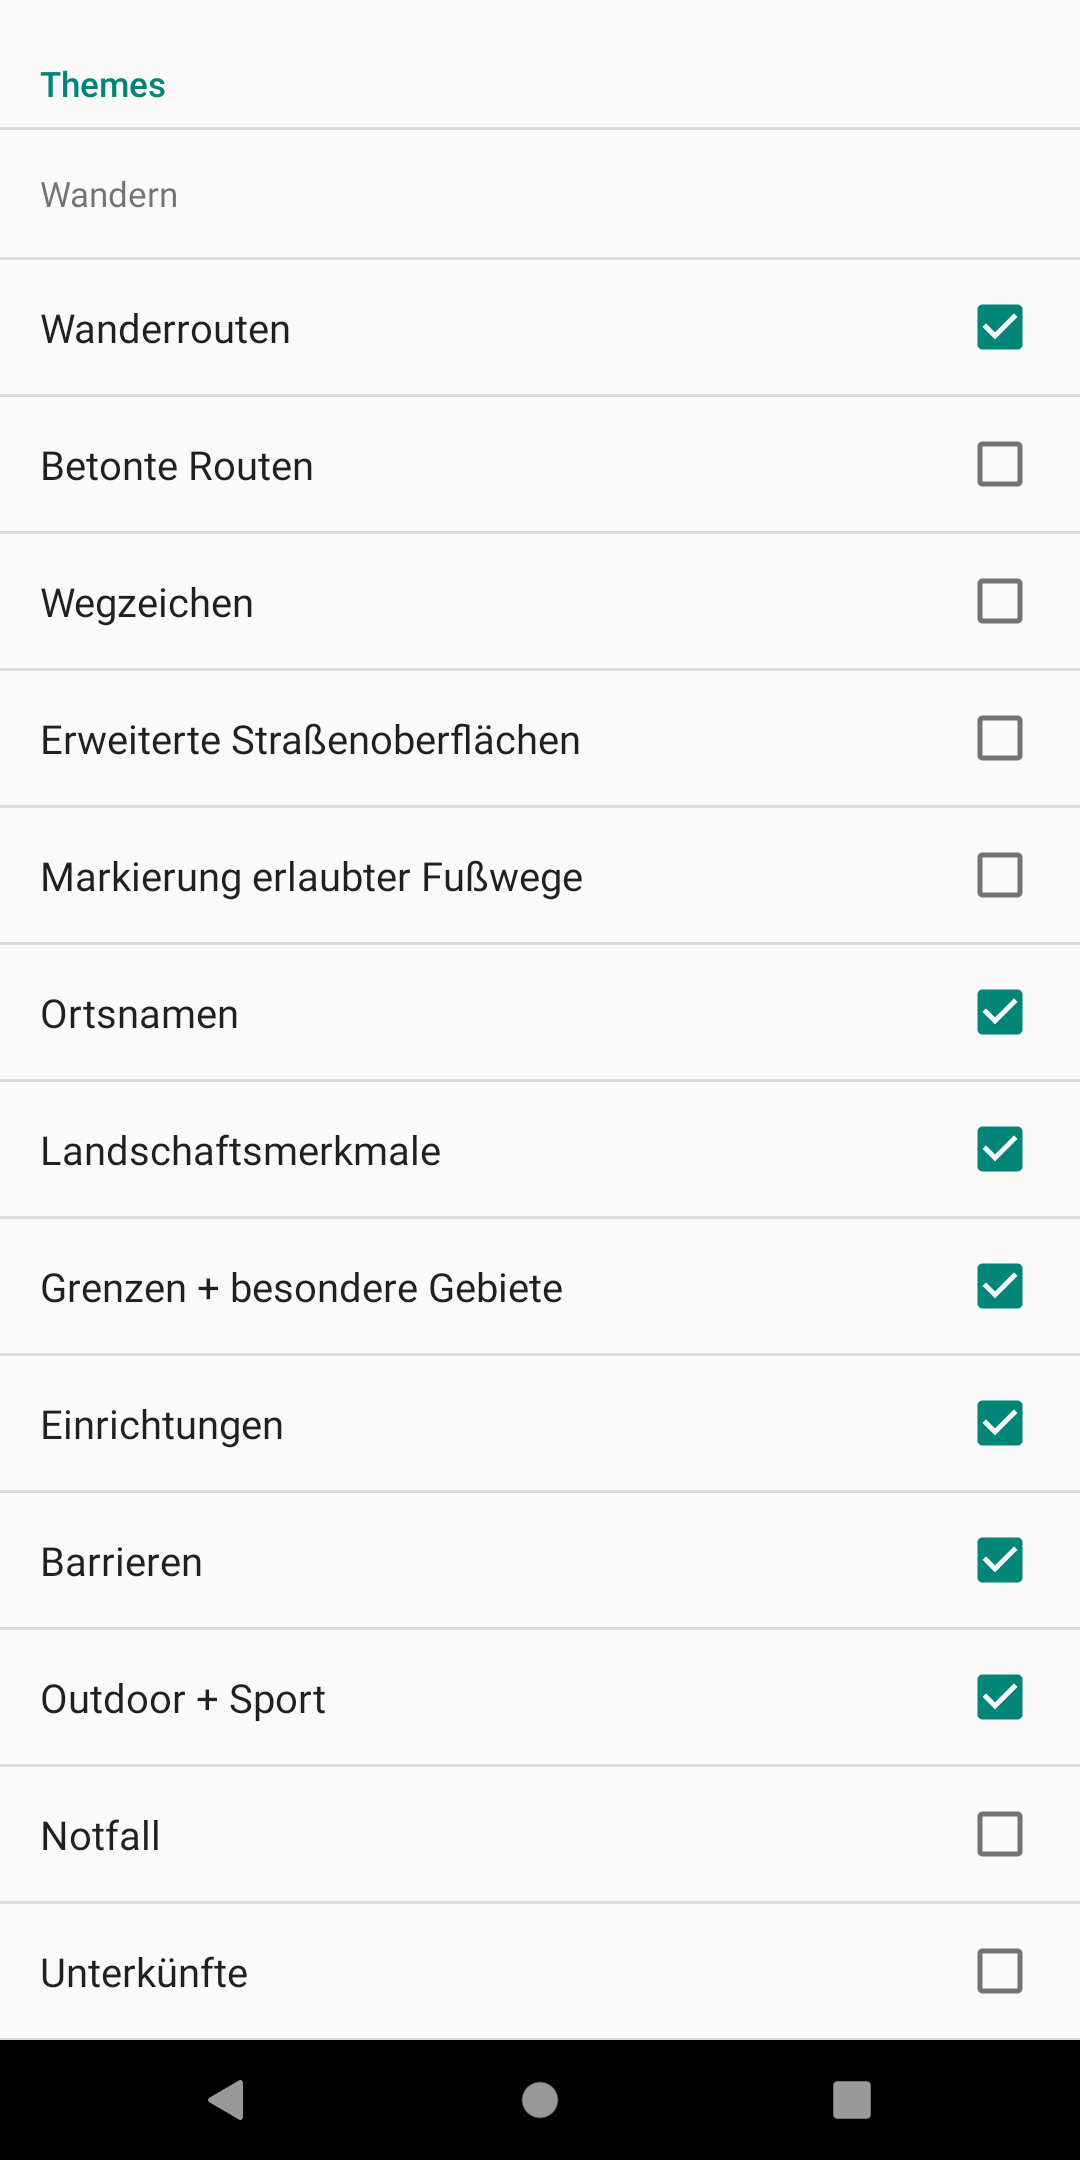 Themes
Wandern
Wanderrouten
Betonte Routen
Wegzeichen
Erweiterte Straßenoberflächen
Markierung erlaubter Fußwege
Ortsnamen
Landschaftsmerkmale
Grenzen + besondere Gebiete
Einrichtungen
Barrieren
Outdoor + Sport
Notfall
Unterkünfte